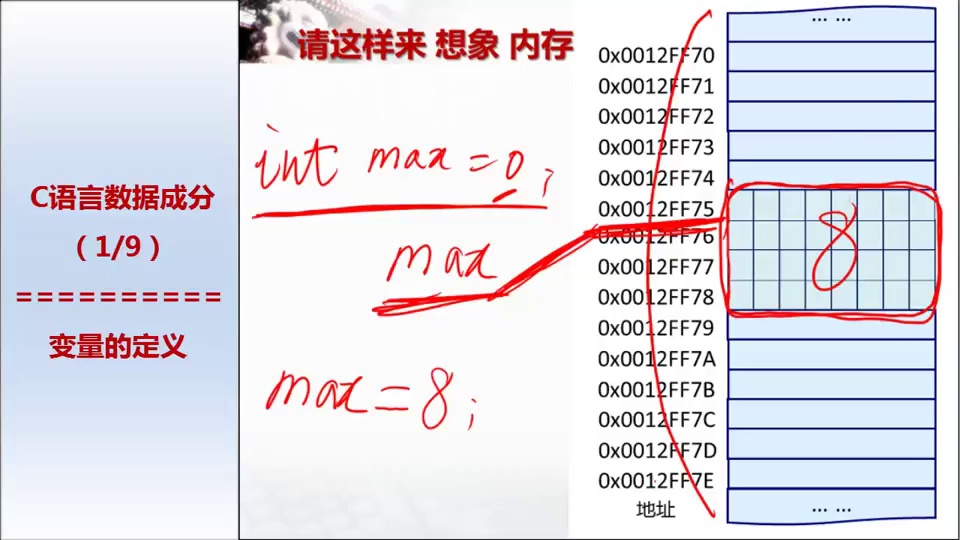 C语言数据成分
（1/9）
==========
变量的定义
请这样来 想象 内存
int max=0;
max
max=8;
... ...
0x0012FF70
0x0012FF71
0x0012FF72
0x0012FF73
0x0012FF74
0x0012FF75
0x0012FF76
0x0012FF77
0x0012FF78
0x0012FF79
0x0012FF7A
0x0012FF7B
0x0012FF7C
0x0012FF7D
0x0012FF7E
地址
8
... ...